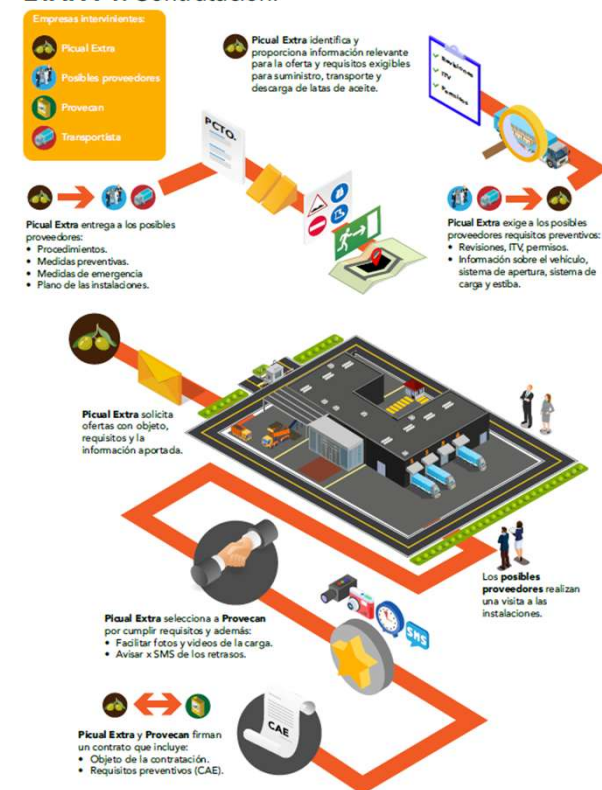 Contratación.
Empresas intervinientes:
Picual Extra
Posibles proveedores
Provecan
Transportista
Picual Extra identifica y
proporciona información relevante
para la oferta y requisitos exigibles
para suministro, transporte y
descarga de latas de aceite.
Revisiones
ITV
Permisos
PCTO.
Picual Extra entrega a los posibles
proveedores:
• Procedimientos.
• Medidas preventivas.
• Medidas de emergencia
• Plano de las instalaciones.
Picual Extra exige a los posibles
proveedores requisitos preventivos:
• Revisiones, ITV, permisos.
• Información sobre el vehículo,
sistema de apertura, sistema de
carga y estiba.
Picual Extra solicita
ofertas con objeto,
requisitos y la
información aportada.
Los posibles
proveedores realizan
una visita a las
instalaciones.
SMS
Picual Extra selecciona a Provecan
por cumplir requisitos y además:
• Facilitar fotos y videos de la carga.
• Avisar x SMS de los retrasos.
CAE
Picual Extra y Provecan firman
un contrato que incluye:
• Objeto de la contratación.
• Requisitos preventivos (CAE).